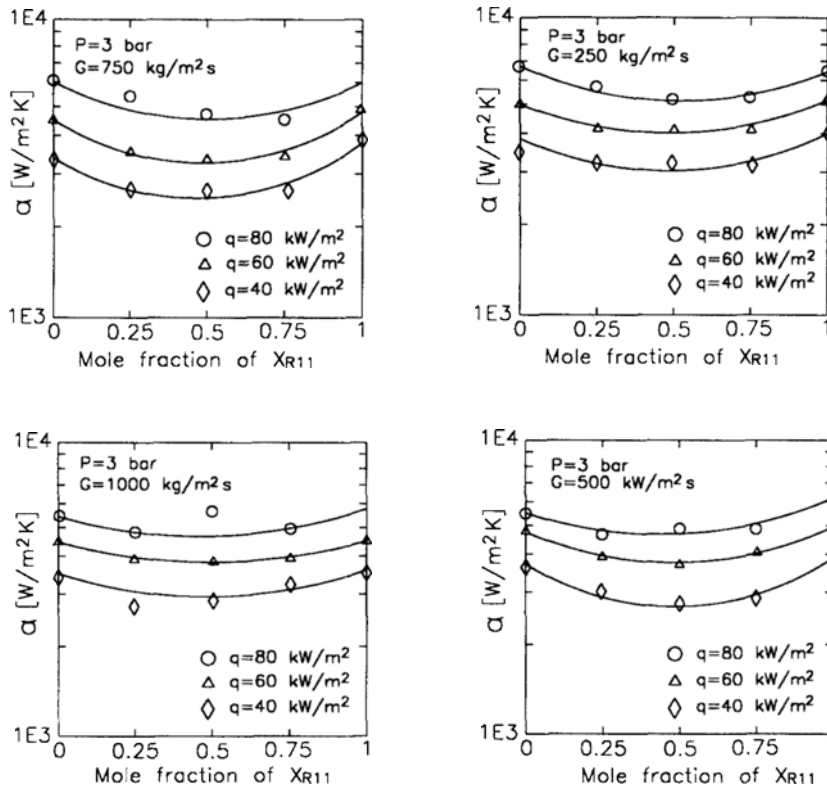 1E4
P=3 bar
G=750 kg/m²s
α [W/m²K]
○ q=80 kW/m²
△ q=60 kW/m²
◇ q=40 kW/m²
1E3
0 0.25 0.5 0.75 1
Mole fraction of XR11
1E4
P=3 bar
G=250 kg/m²s
α [W/m²K]
○ q=80 kW/m²
△ q=60 kW/m²
◇ q=40 kW/m²
1E3
0 0.25 0.5 0.75 1
Mole fraction of XR11
1E4
P=3 bar
G=1000 kg/m²s
α [W/m²K]
○ q=80 kW/m²
△ q=60 kW/m²
◇ q=40 kW/m²
1E3
0 0.25 0.5 0.75 1
Mole fraction of XR11
1E4
P=3 bar
G=500 kW/m²s
α [W/m²K]
○ q=80 kW/m²
△ q=60 kW/m²
◇ q=40 kW/m²
1E3
0 0.25 0.5 0.75 1
Mole fraction of XR11